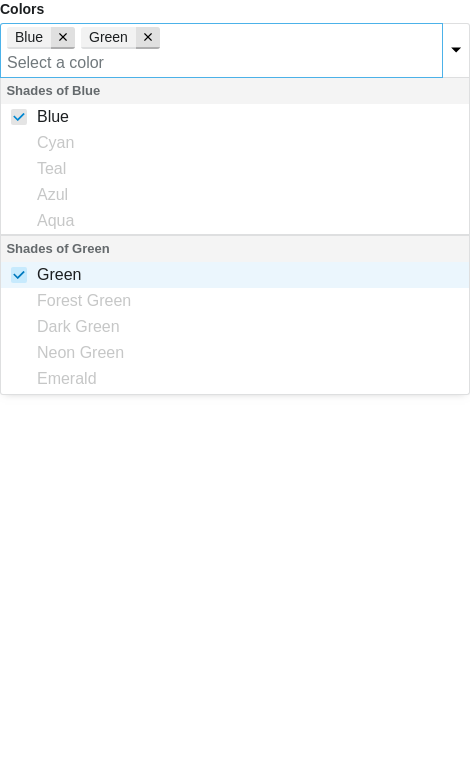 Colors
Blue ✕ Green ✕
Select a color
Shades of Blue
Blue
Cyan
Teal
Azul
Aqua
Shades of Green
Green
Forest Green
Dark Green
Neon Green
Emerald